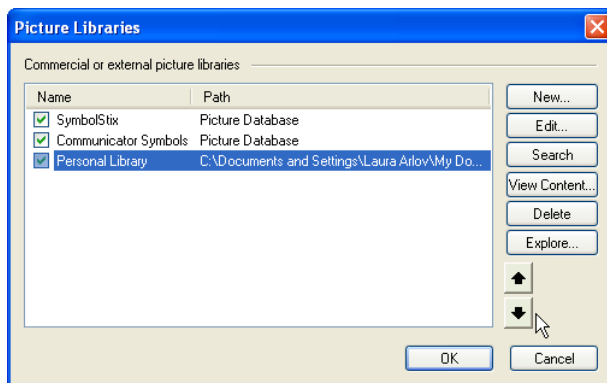 Picture Libraries
Commercial or external picture libraries
Name Path
SymbolStix Picture Database
Communicator Symbols Picture Database
Personal Library C:\Documents and Settings\Laura Arlov\My Do...
New...
Edit...
Search
View Content...
Delete
Explore...
OK Cancel